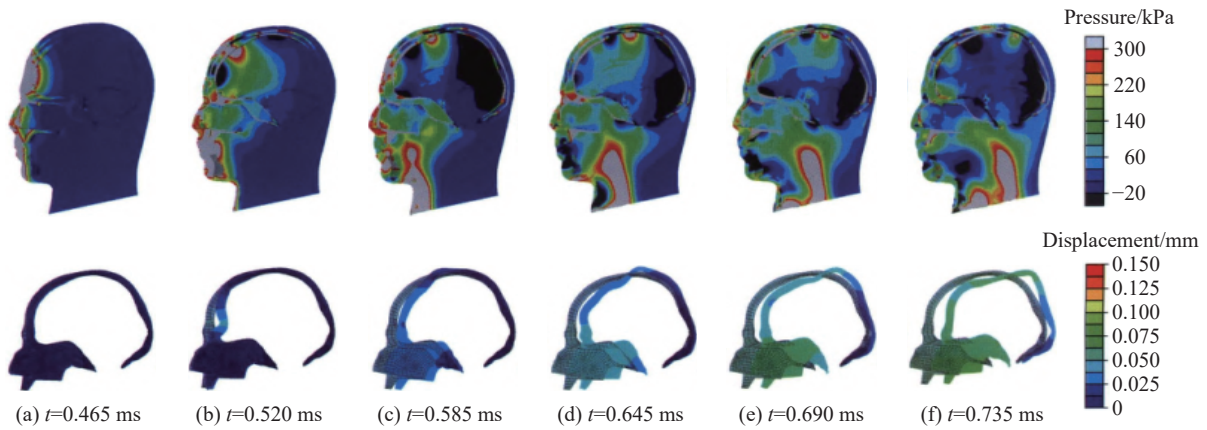 Pressure/kPa
300
220
140
60
−20
Displacement/mm
0.150
0.125
0.100
0.075
0.050
0.025
0
(a) t=0.465 ms
(b) t=0.520 ms
(c) t=0.585 ms
(d) t=0.645 ms
(e) t=0.690 ms
(f) t=0.735 ms